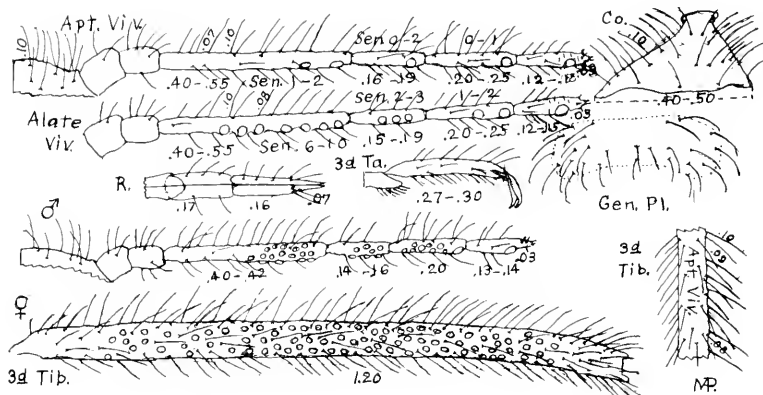 Apt. Viv. .10 .07 .10 Sen. 0-2 0-1 Co. .10
.40-.55 Sen. 1-2 .16-.19 .20-.25 .12-.18 .03
.40-.50
Alate Viv. .10 .03 Sen. 2-3 1-2
.40-.55 Sen. 6-10 .15-.19 .20-.25 .12-.15 .03
3d Ta.
R. .17 .16 .07 .27-.30 Gen. Pl.
♂ .40-.42 .14-.16 .20 .13-.14 .03
3d Tib. Apt. Viv. .10 .09 .08
♀
3d Tib. 1.20 MP.